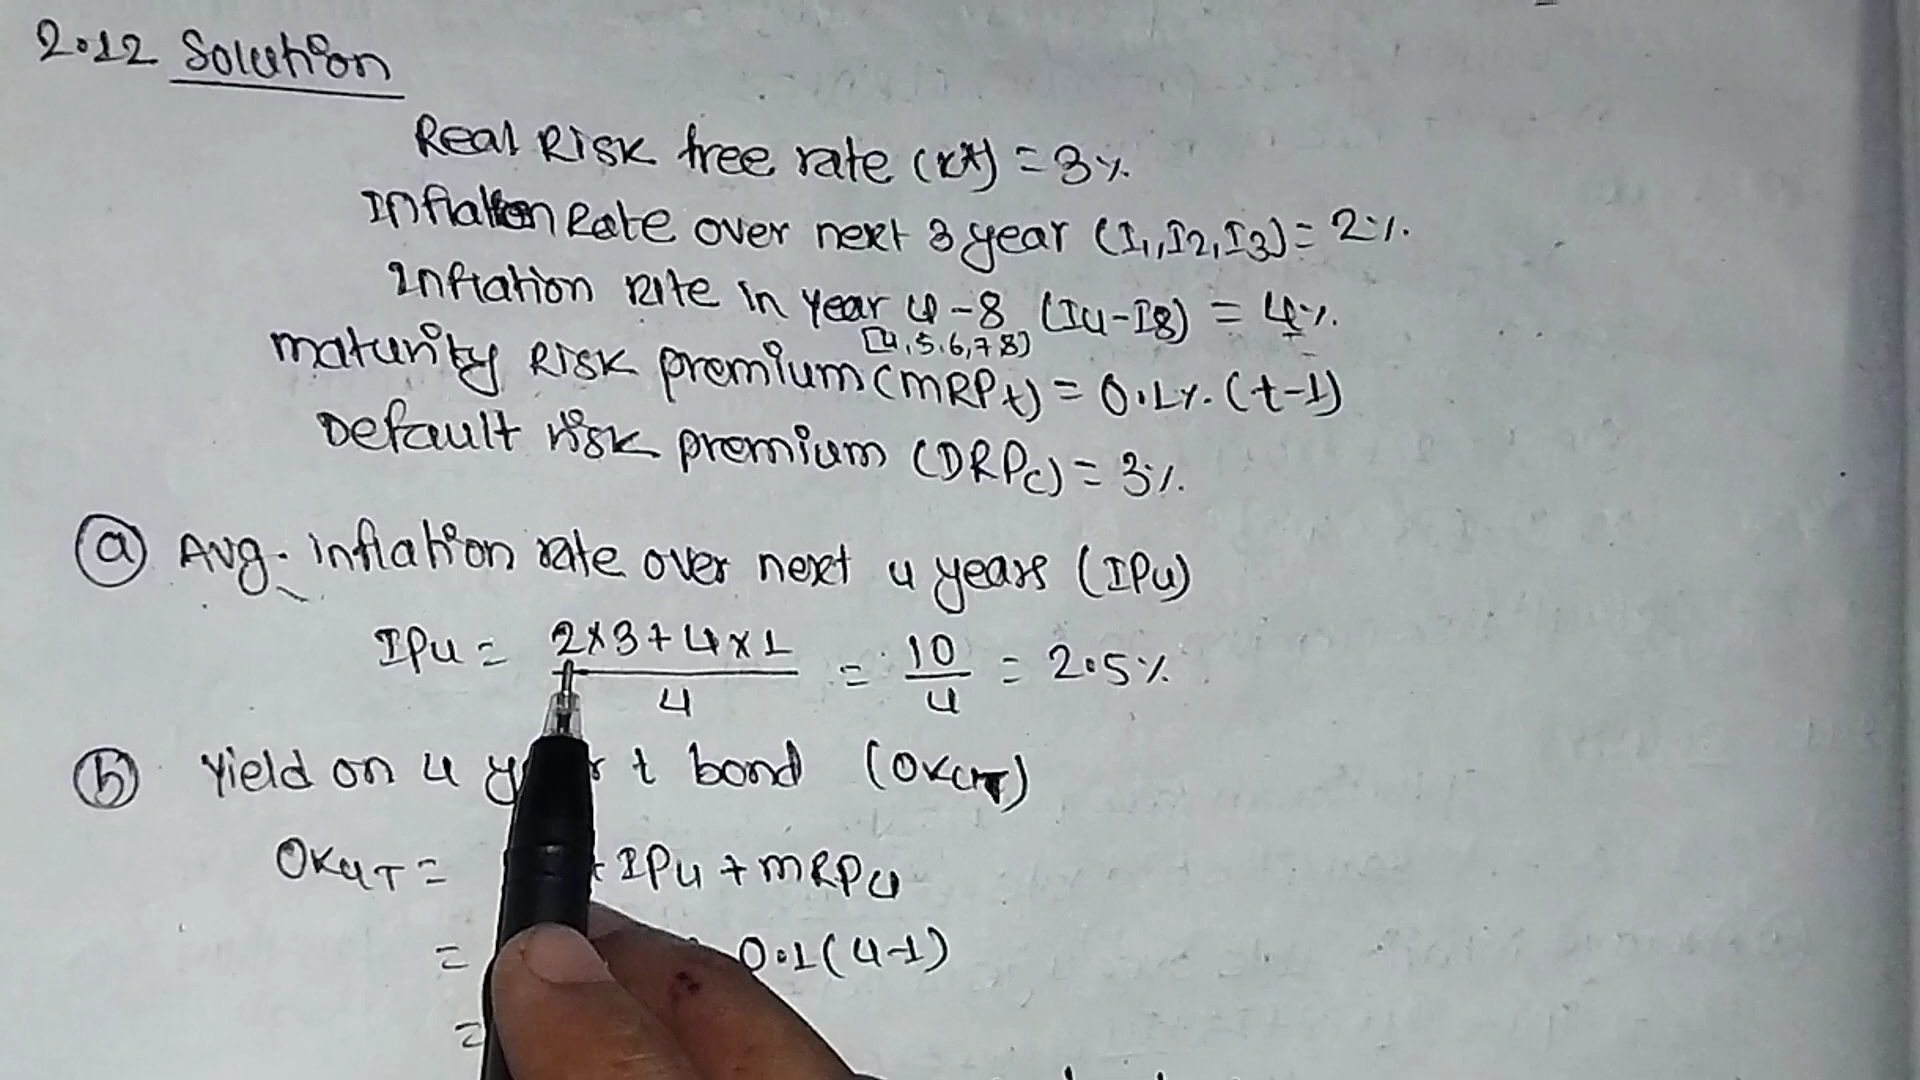 2.12 Solution
Real Risk free rate (K*) = 3%.
Inflation Rate over next 3 year (I1, I2, I3) = 2%.
Inflation rite in Year 4-8 (I4-I8) = 4%.
[4,5,6,7 8]
maturity Risk premium (MRPt) = 0.1%. (t-1)
Default risk premium (DRPc) = 3%.
(a) Avg. inflation rate over next 4 years (IP4)
IP4 = 2×3+4×1 / 4 = 10 / 4 = 2.5%
(b) Yield on 4 t bond
OK4T = + IP4 + MRP4
= 0.1(4-1)
=